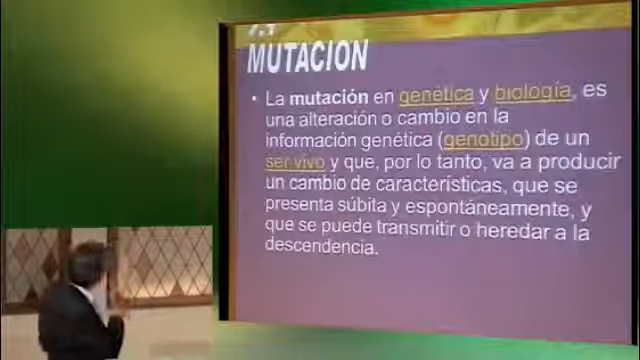 MUTACION
• La mutación en genética y biología, es
una alteración o cambio en la
información genética (genotipo) de un
ser vivo y que, por lo tanto, va a producir
un cambio de características, que se
presenta súbita y espontáneamente, y
que se puede transmitir o heredar a la
descendencia.